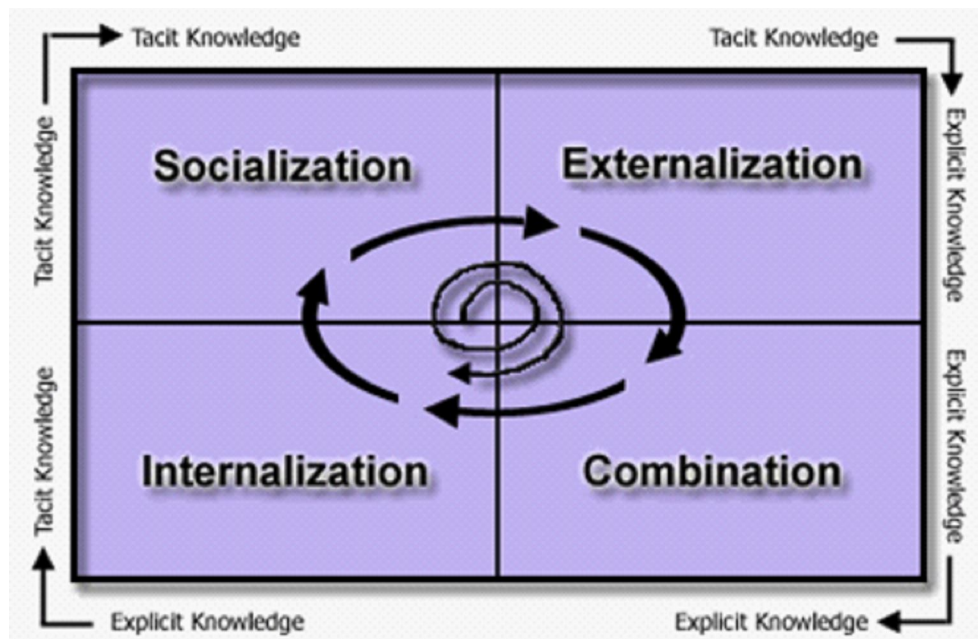 Tacit Knowledge
Tacit Knowledge
Tacit Knowledge
Socialization
Externalization
Explicit Knowledge
Tacit Knowledge
Internalization
Combination
Explicit Knowledge
Explicit Knowledge
Explicit Knowledge